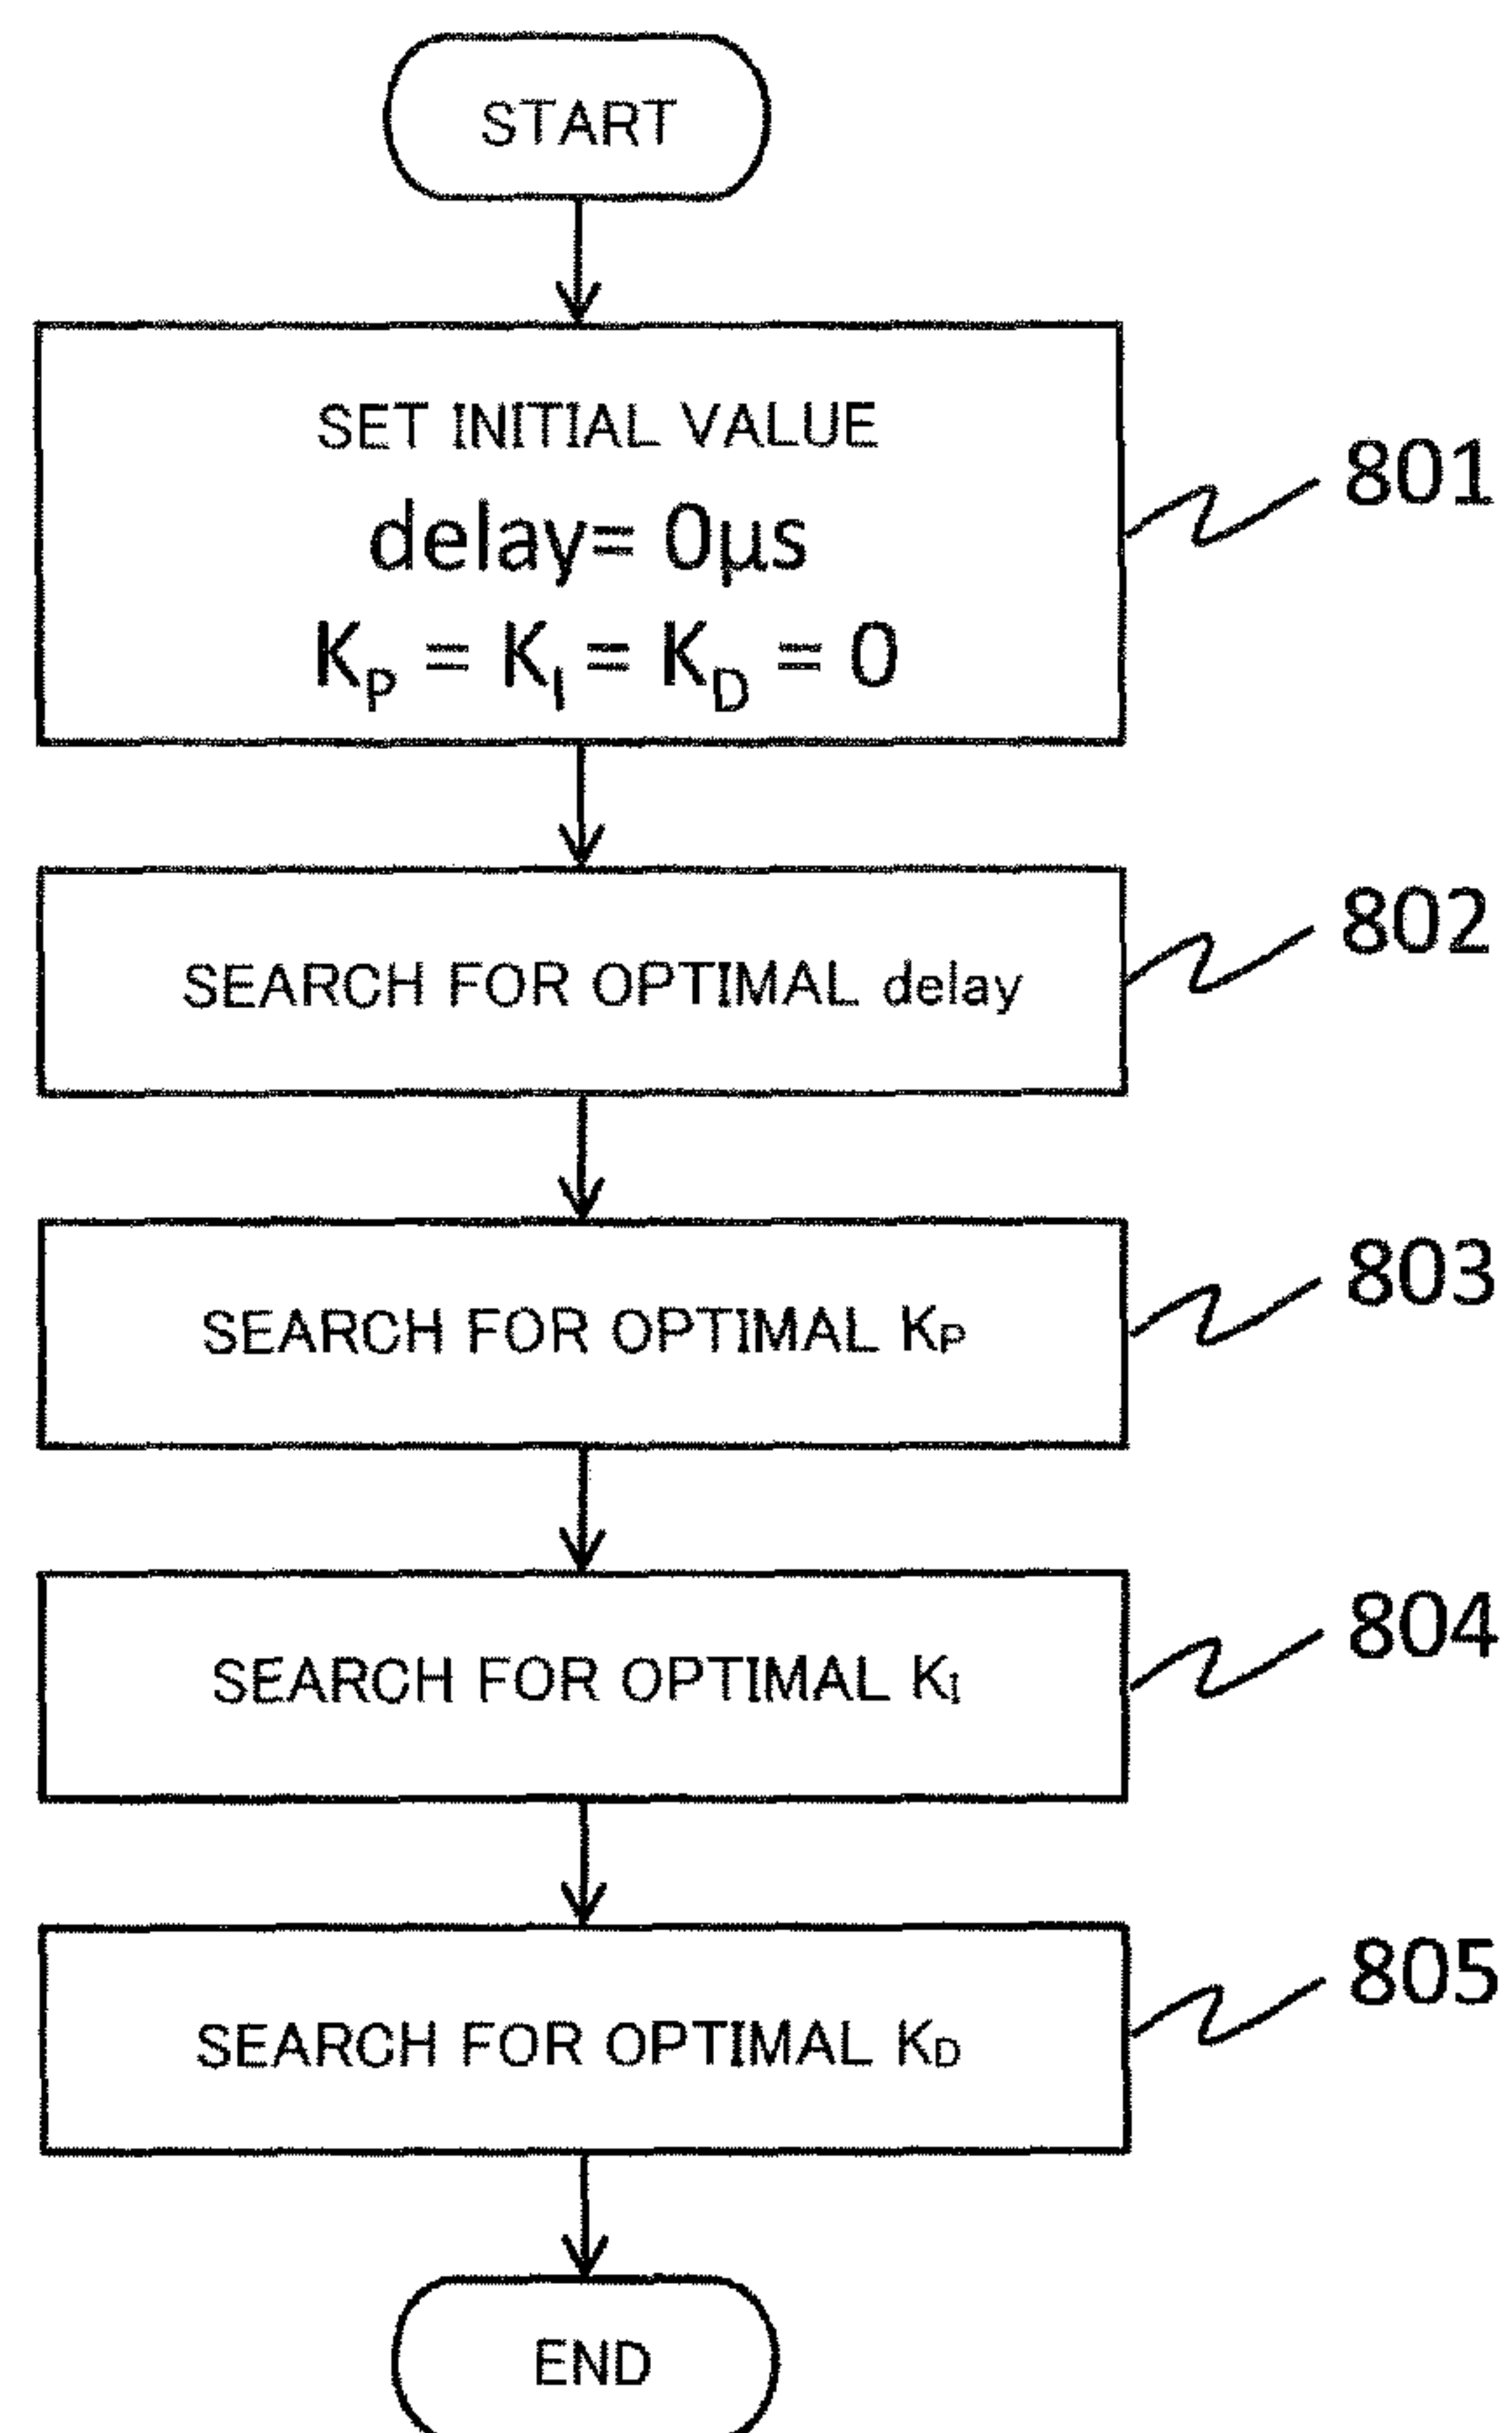 START
SET INITIAL VALUE
delay= 0μs
K_P = K_I = K_D = 0
801
SEARCH FOR OPTIMAL delay
802
SEARCH FOR OPTIMAL K_P
803
SEARCH FOR OPTIMAL K_I
804
SEARCH FOR OPTIMAL K_D
805
END